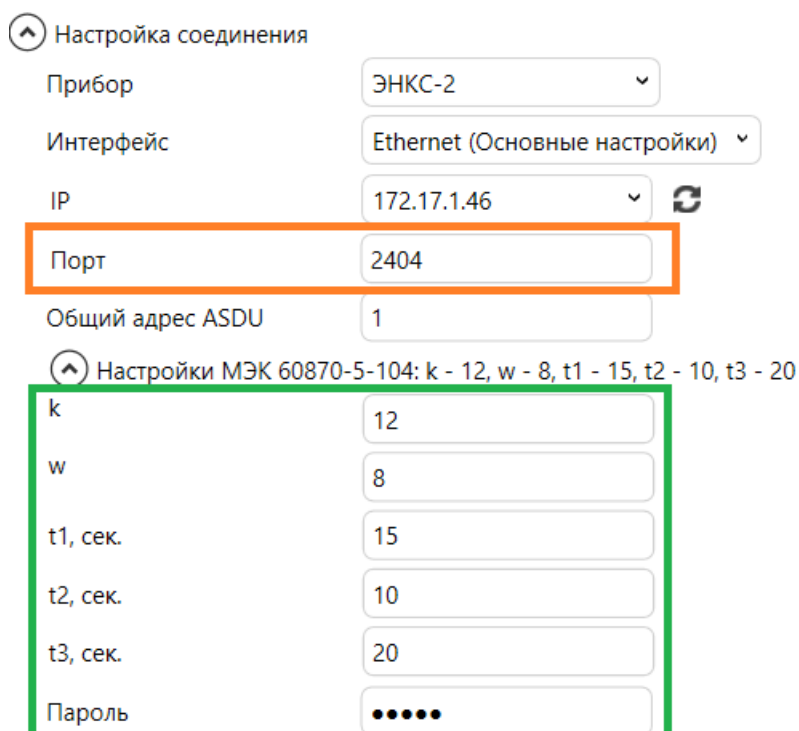 Настройка соединения
Прибор ЭНКС-2
Интерфейс Ethernet (Основные настройки)
IP 172.17.1.46
Порт 2404
Общий адрес ASDU 1
Настройки МЭК 60870-5-104: k - 12, w - 8, t1 - 15, t2 - 10, t3 - 20
k 12
w 8
t1, сек. 15
t2, сек. 10
t3, сек. 20
Пароль •••••